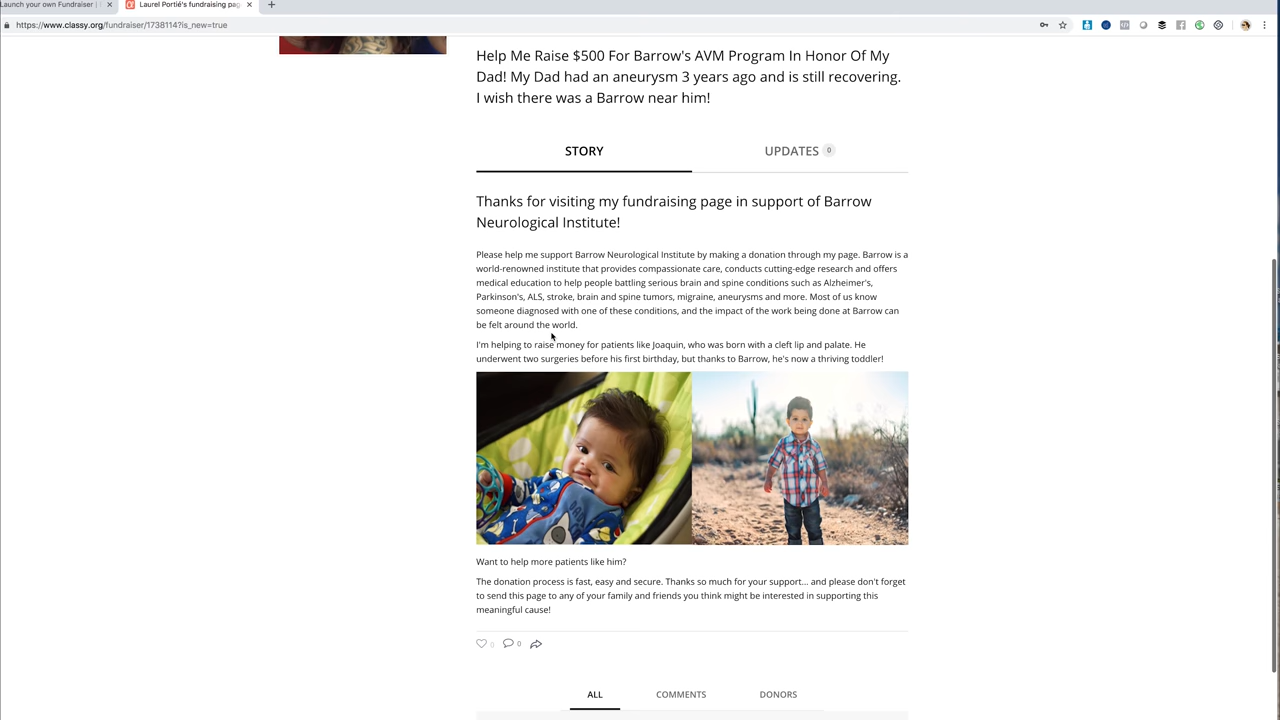 Launch your own Fundraiser |
Laurel Portié's fundraising pag
https://www.classy.org/fundraiser/1738114?is_new=true
Help Me Raise $500 For Barrow's AVM Program In Honor Of My
Dad! My Dad had an aneurysm 3 years ago and is still recovering.
I wish there was a Barrow near him!
STORY
UPDATES 0
Thanks for visiting my fundraising page in support of Barrow
Neurological Institute!
Please help me support Barrow Neurological Institute by making a donation through my page. Barrow is a
world-renowned institute that provides compassionate care, conducts cutting-edge research and offers
medical education to help people battling serious brain and spine conditions such as Alzheimer's,
Parkinson's, ALS, stroke, brain and spine tumors, migraine, aneurysms and more. Most of us know
someone diagnosed with one of these conditions, and the impact of the work being done at Barrow can
be felt around the world.
I'm helping to raise money for patients like Joaquin, who was born with a cleft lip and palate. He
underwent two surgeries before his first birthday, but thanks to Barrow, he's now a thriving toddler!
Want to help more patients like him?
The donation process is fast, easy and secure. Thanks so much for your support... and please don't forget
to send this page to any of your family and friends you think might be interested in supporting this
meaningful cause!
0 0
ALL COMMENTS DONORS